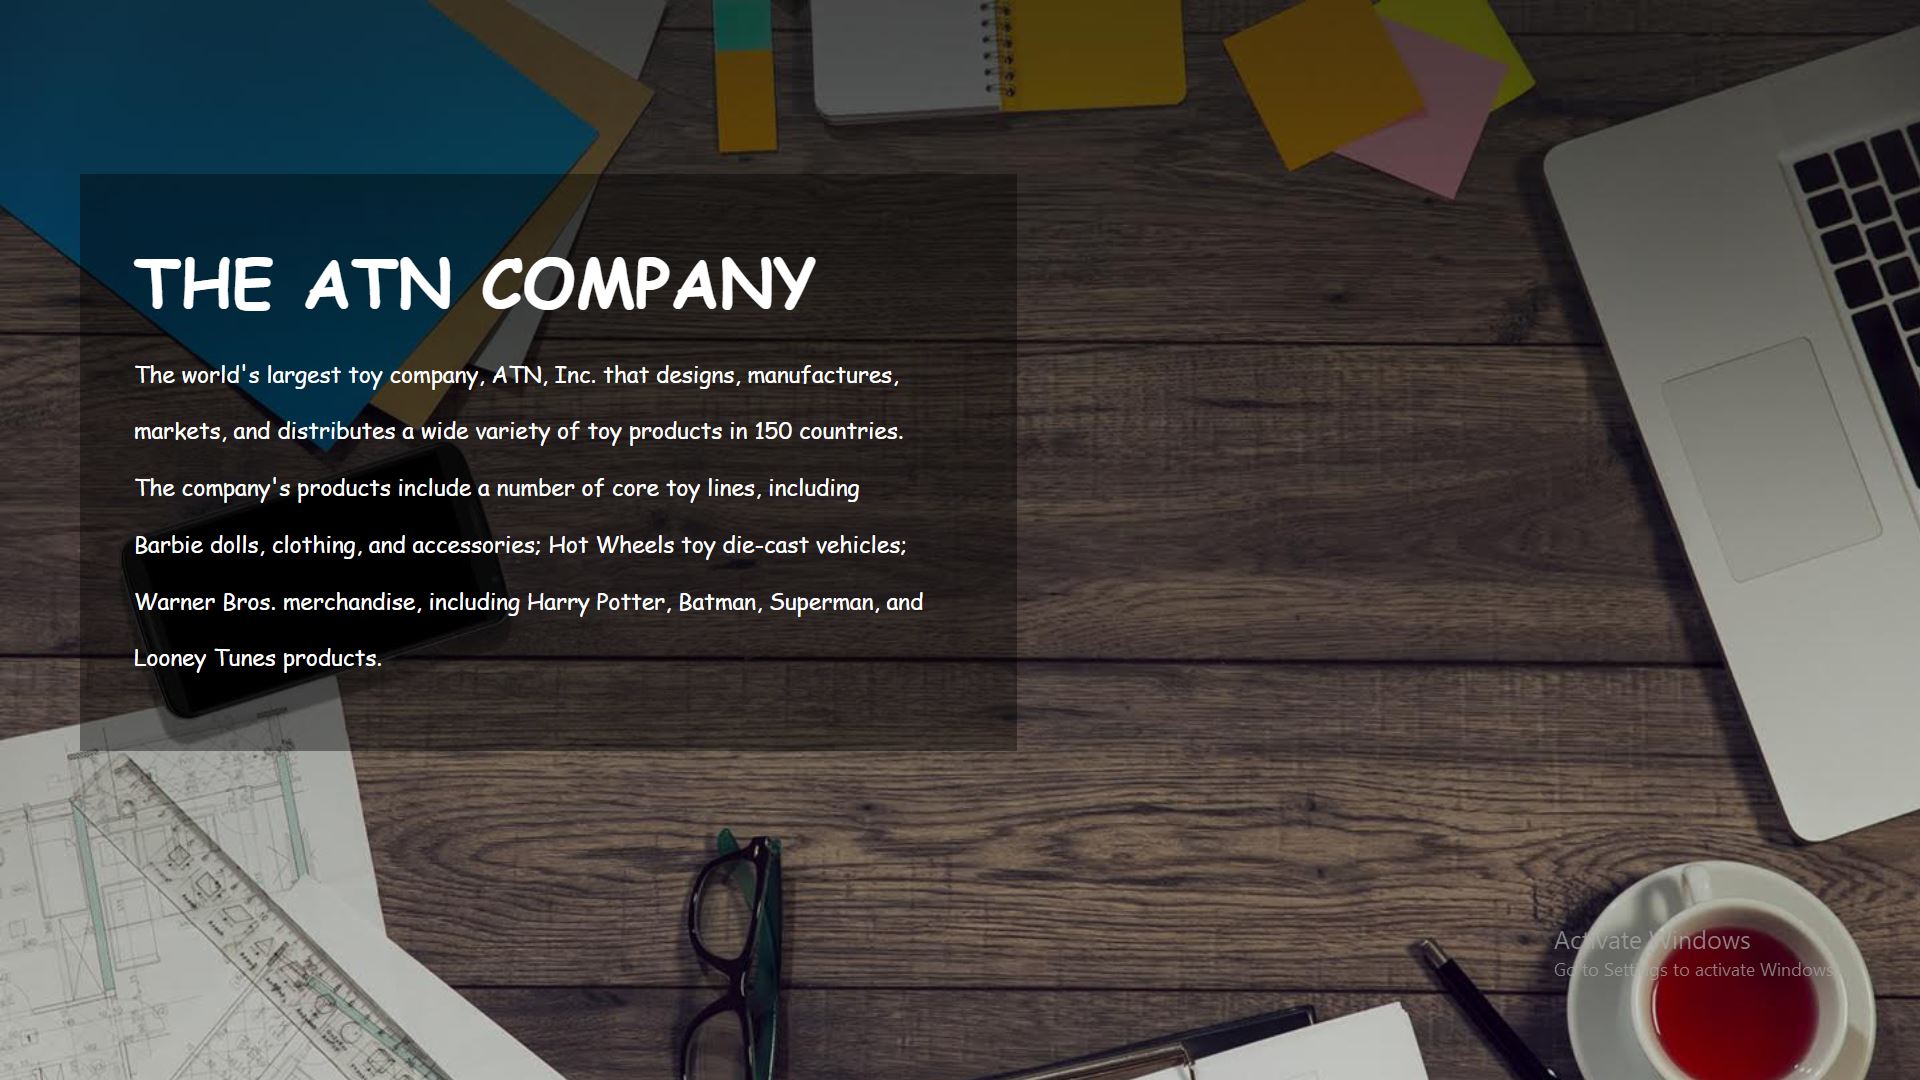 THE ATN COMPANY
The world's largest toy company, ATN, Inc. that designs, manufactures,
markets, and distributes a wide variety of toy products in 150 countries.
The company's products include a number of core toy lines, including
Barbie dolls, clothing, and accessories; Hot Wheels toy die-cast vehicles;
Warner Bros. merchandise, including Harry Potter, Batman, Superman, and
Looney Tunes products.
Activate Windows
Go to Settings to activate Windows.